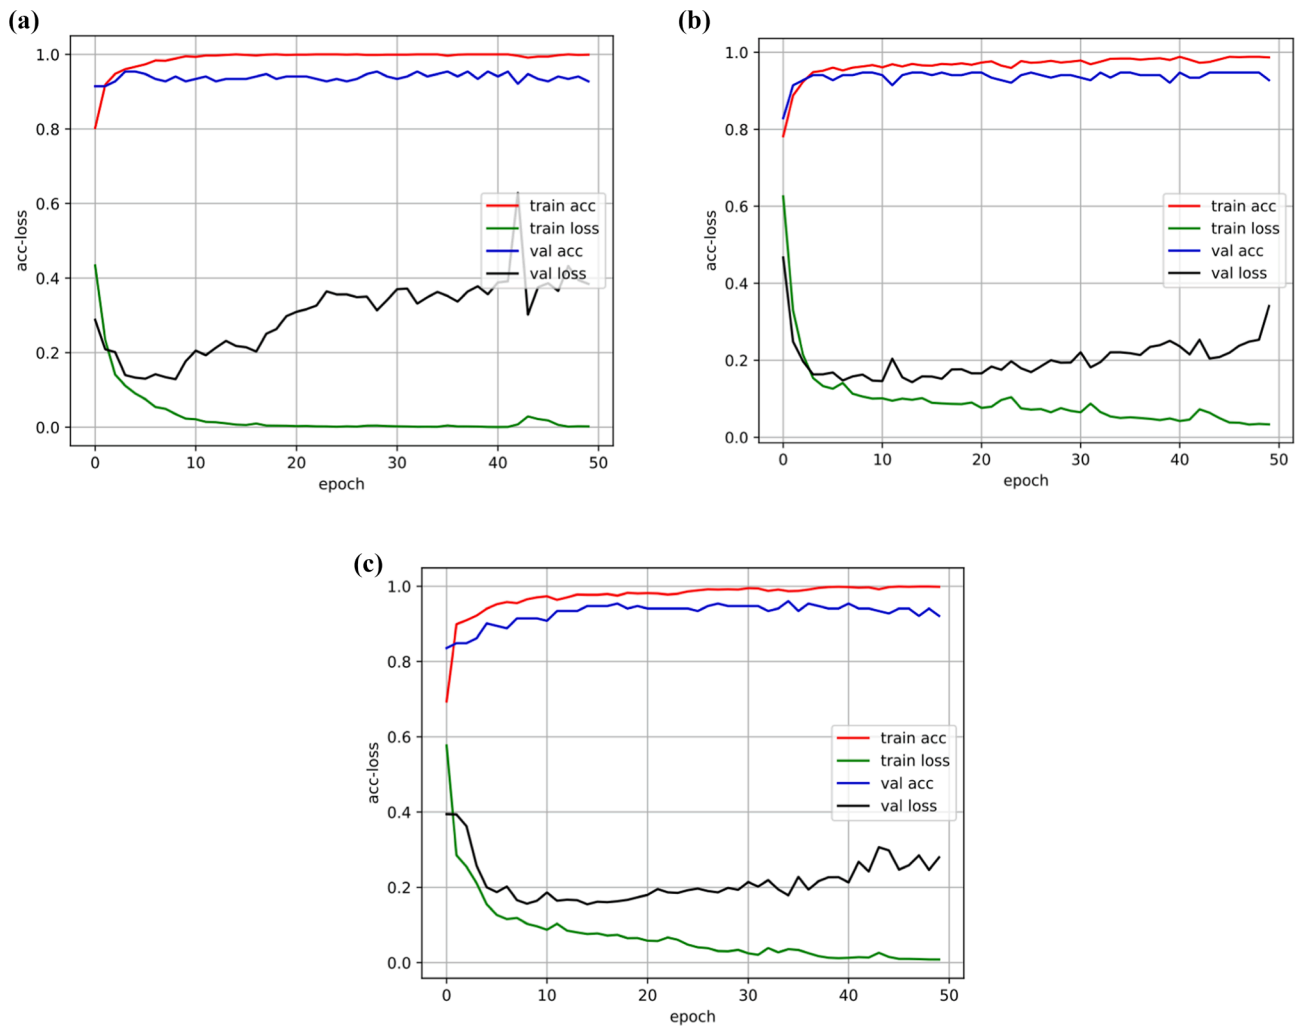 (a)
1.0
0.8
0.6
0.4
0.2
0.0
acc-loss
train acc
train loss
val acc
val loss
0 10 20 30 40 50
epoch
(b)
1.0
0.8
0.6
0.4
0.2
0.0
acc-loss
train acc
train loss
val acc
val loss
0 10 20 30 40 50
epoch
(c)
1.0
0.8
0.6
0.4
0.2
0.0
acc-loss
train acc
train loss
val acc
val loss
0 10 20 30 40 50
epoch